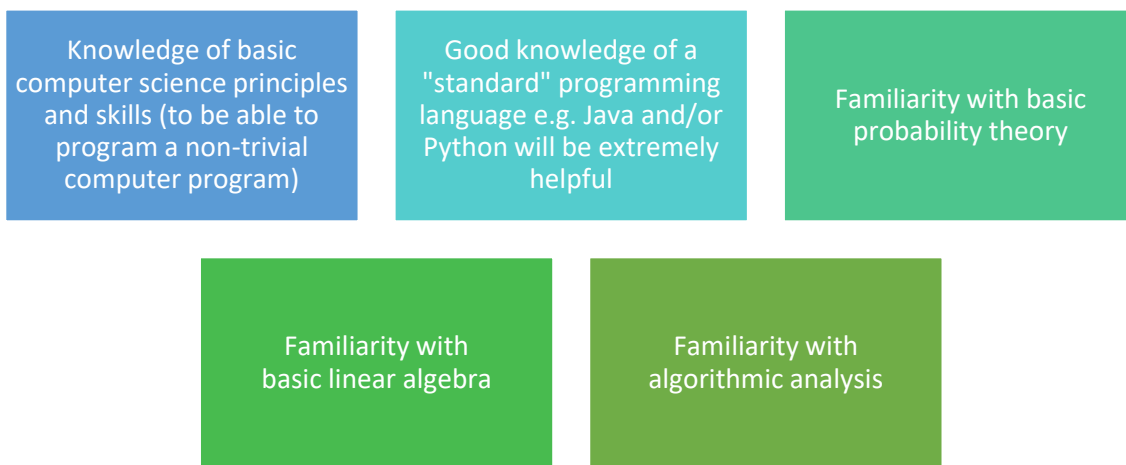 Knowledge of basic
computer science principles
and skills (to be able to
program a non-trivial
computer program)
Good knowledge of a
"standard" programming
language e.g. Java and/or
Python will be extremely
helpful
Familiarity with basic
probability theory
Familiarity with
basic linear algebra
Familiarity with
algorithmic analysis